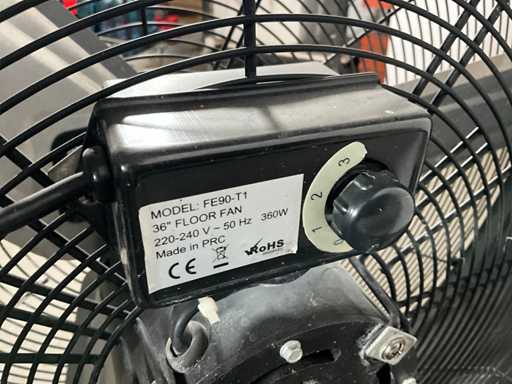 MODEL: FE90-T1
36" FLOOR FAN
220-240 V ~ 50 Hz 360W
Made in PRC
CE
RoHS
3
2
1
0